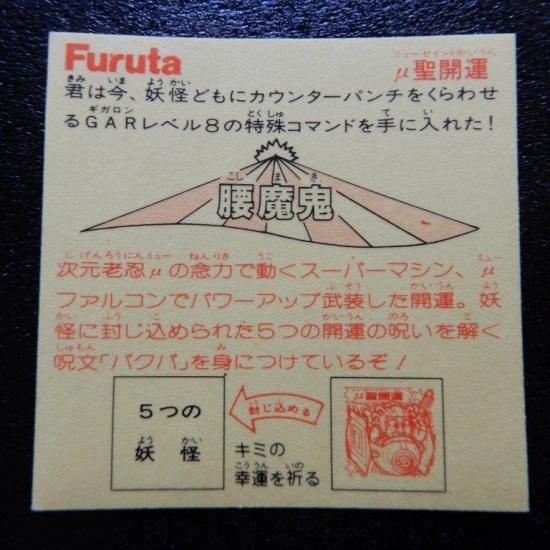 Furuta
μ聖開運
君は今、妖怪どもにカウンターパンチをくらわせ
るGARレベル8の特殊コマンドを手に入れた!
腰魔鬼
次元老忍μの念力で動くスーパーマシン、μ
ファルコンでパワーアップ武装した開運。妖
怪に封じ込められた5つの開運の呪いを解く
呪文「バクバ」を身につけているぞ!
5つの
妖怪
封じ込める
キミの
幸運を祈る
μ聖開運